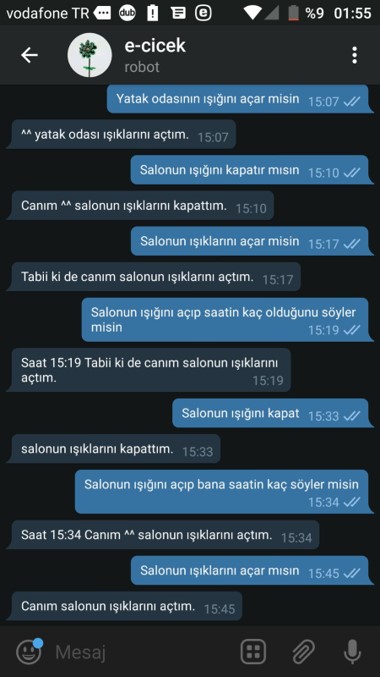 vodafone TR dub %9 01:55
e-cicek
robot
Yatak odasının ışığını açar misin 15:07
^^ yatak odası ışıklarını açtım. 15:07
Salonun ışığını kapatır mısın 15:10
Canım ^^ salonun ışıklarını kapattım. 15:10
Salonun ışıklarını açar misin 15:17
Tabii ki de canım salonun ışıklarını açtım. 15:17
Salonun ışığını açıp saatin kaç olduğunu söyler
misin 15:19
Saat 15:19 Tabii ki de canım salonun ışıklarını
açtım. 15:19
Salonun ışığını kapat 15:33
salonun ışıklarını kapattım. 15:33
Salonun ışığını açıp bana saatin kaç söyler misin
15:34
Saat 15:34 Canım ^^ salonun ışıklarını açtım. 15:34
Salonun ışıklarını açar mısın 15:45
Canım salonun ışıklarını açtım. 15:45
Mesaj